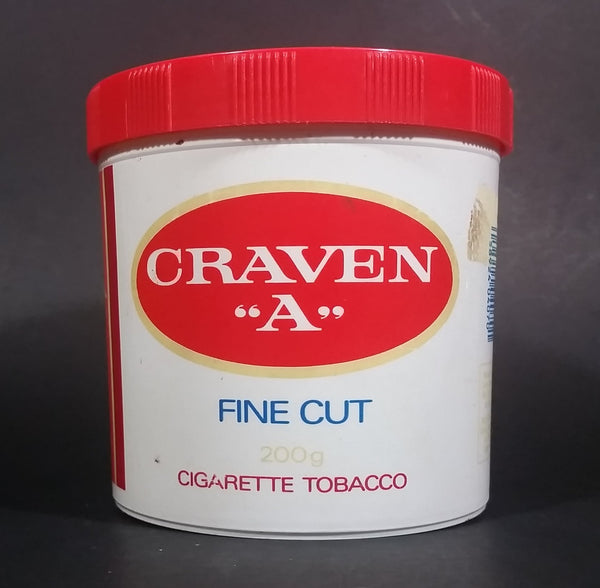 CRAVEN
“A”
FINE CUT
200g
CIGARETTE TOBACCO